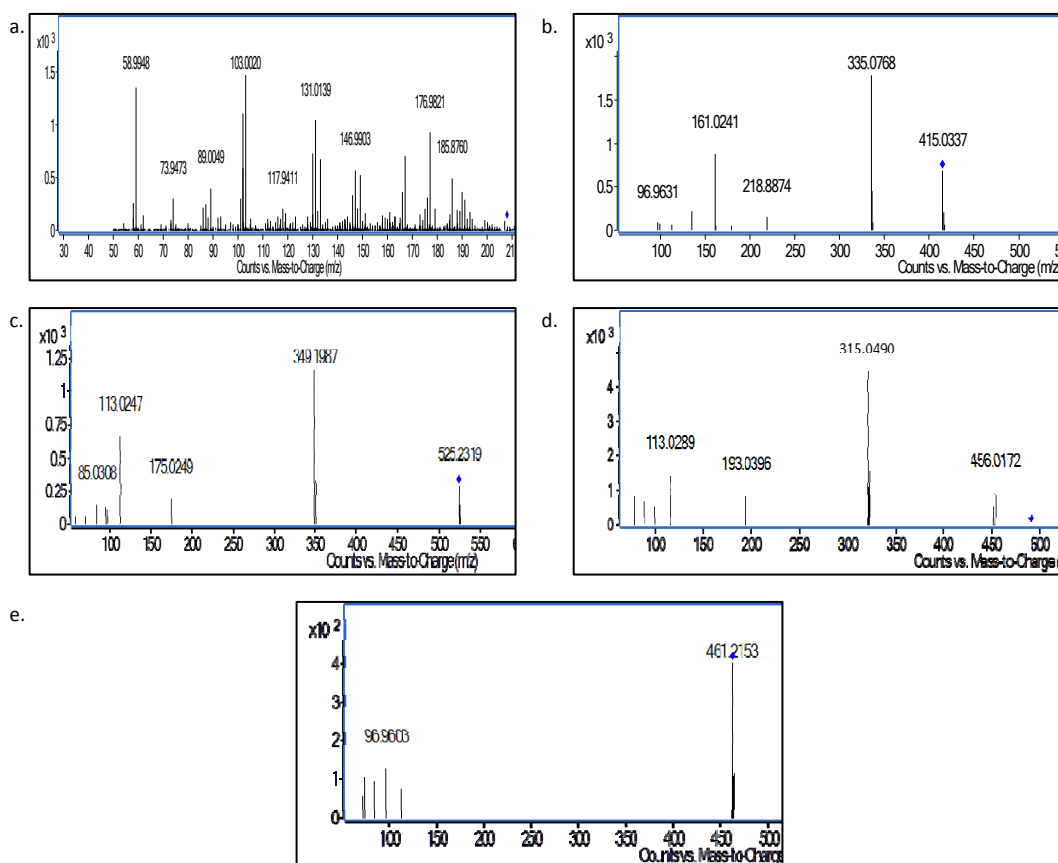 a.
x10 3
58.9948
103.0020
131.0139
176.9821
146.9903
185.8760
89.0049
73.9473
117.9411
1.5
1
0.5
0
30 40 50 60 70 80 90 100 110 120 130 140 150 160 170 180 190 200 21
Counts vs. Mass-to-Charge (m/z)
b.
x10 3
335.0768
161.0241
415.0337
96.9631
218.8874
1.5
1
0.5
0
100 150 200 250 300 350 400 450 500 5
Counts vs. Mass-to-Charge (m/z
c.
x10 3
349.1987
113.0247
525.2319
85.0308
175.0249
1.25
1
0.75
0.5
0.25
0
100 150 200 250 300 350 400 450 500 550 6
Counts vs. Mass-to-Charge (m/z)
d.
x10 3
315.0490
113.0289
193.0396
456.0172
4
3
2
1
0
100 150 200 250 300 350 400 450 500
Counts vs. Mass-to-Charge (
e.
x10 2
461.2153
96.9603
4
3
2
1
0
100 150 200 250 300 350 400 450 500
Counts vs. Mass-to-Charge